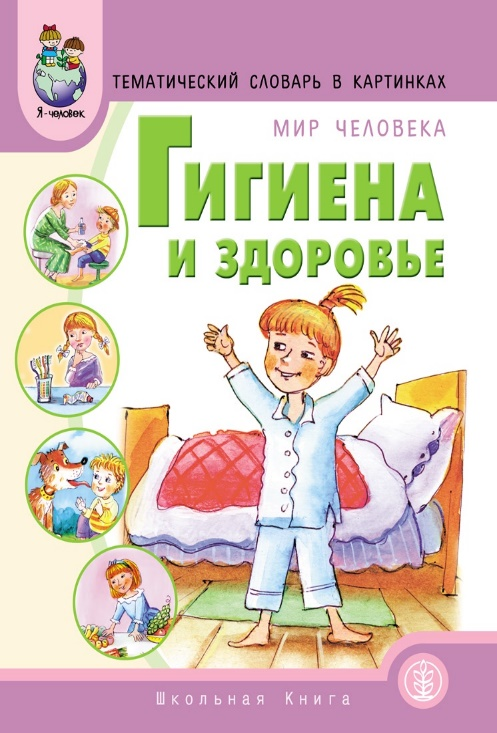 Тематический словарь в картинках
Я - человек
Мир человека
Гигиена
и здоровье
Школьная Книга